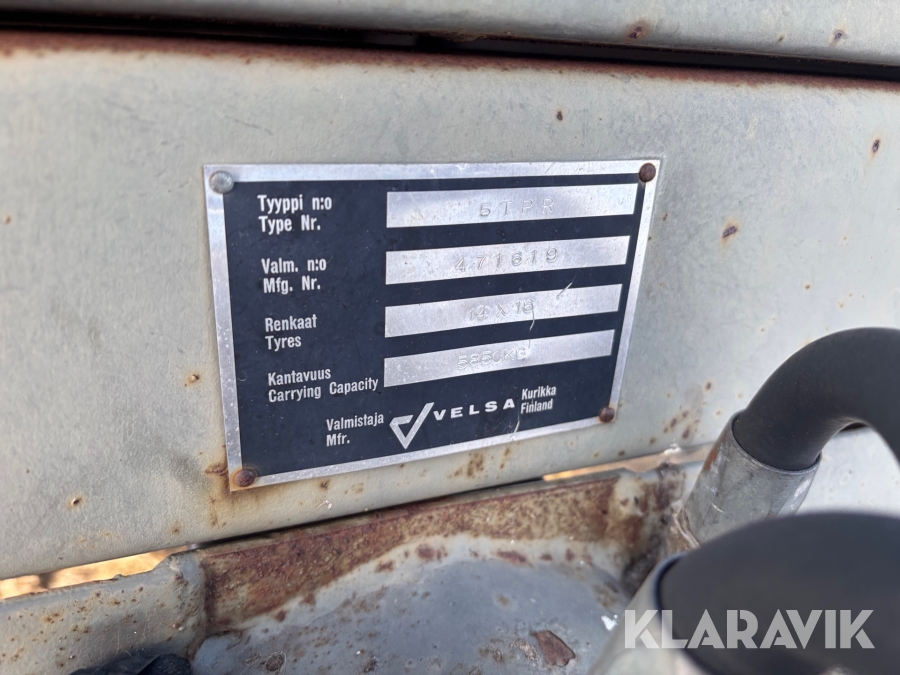 Tyyppi n:o
Type Nr.
5TPR
Valm. n:o
Mfg. Nr.
471619
Renkaat
Tyres
Kantavuus
Carrying Capacity
Valmistaja
Mfr.
VELSA
Kurikka
Finland
KLARAVIK